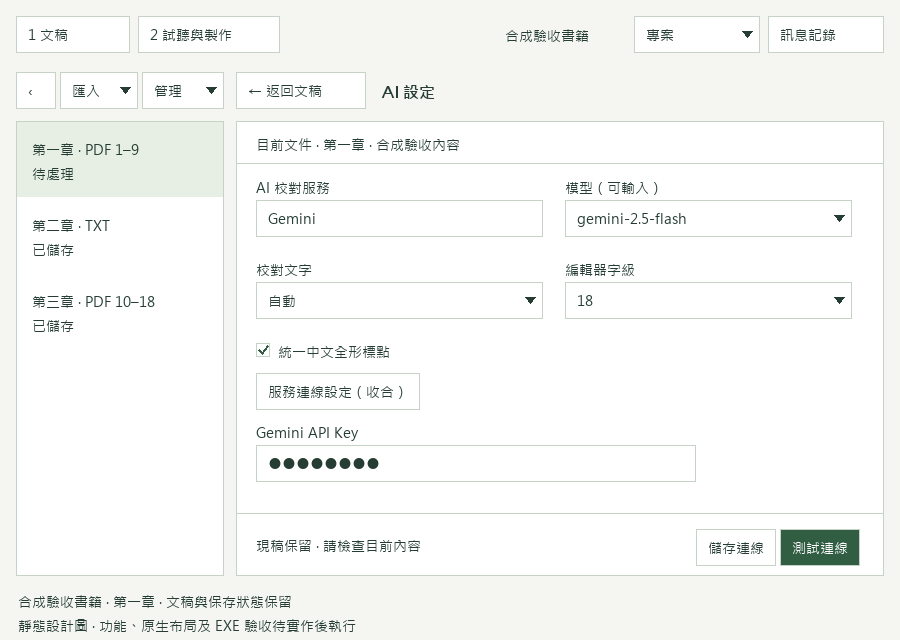 1 文稿
2 試聽與製作
合成驗收書籍
專案
訊息記錄
‹
匯入
管理
← 返回文稿
AI 設定
第一章 · PDF 1–9
待處理
第二章 · TXT
已儲存
第三章 · PDF 10–18
已儲存
目前文件 · 第一章 · 合成驗收內容
AI 校對服務
模型（可輸入）
Gemini
gemini-2.5-flash
校對文字
編輯器字級
自動
18
統一中文全形標點
服務連線設定（收合）
Gemini API Key
●●●●●●●●
現稿保留 · 請檢查目前內容
儲存連線
測試連線
合成驗收書籍 · 第一章 · 文稿與保存狀態保留
靜態設計圖 · 功能、原生布局及 EXE 驗收待實作後執行